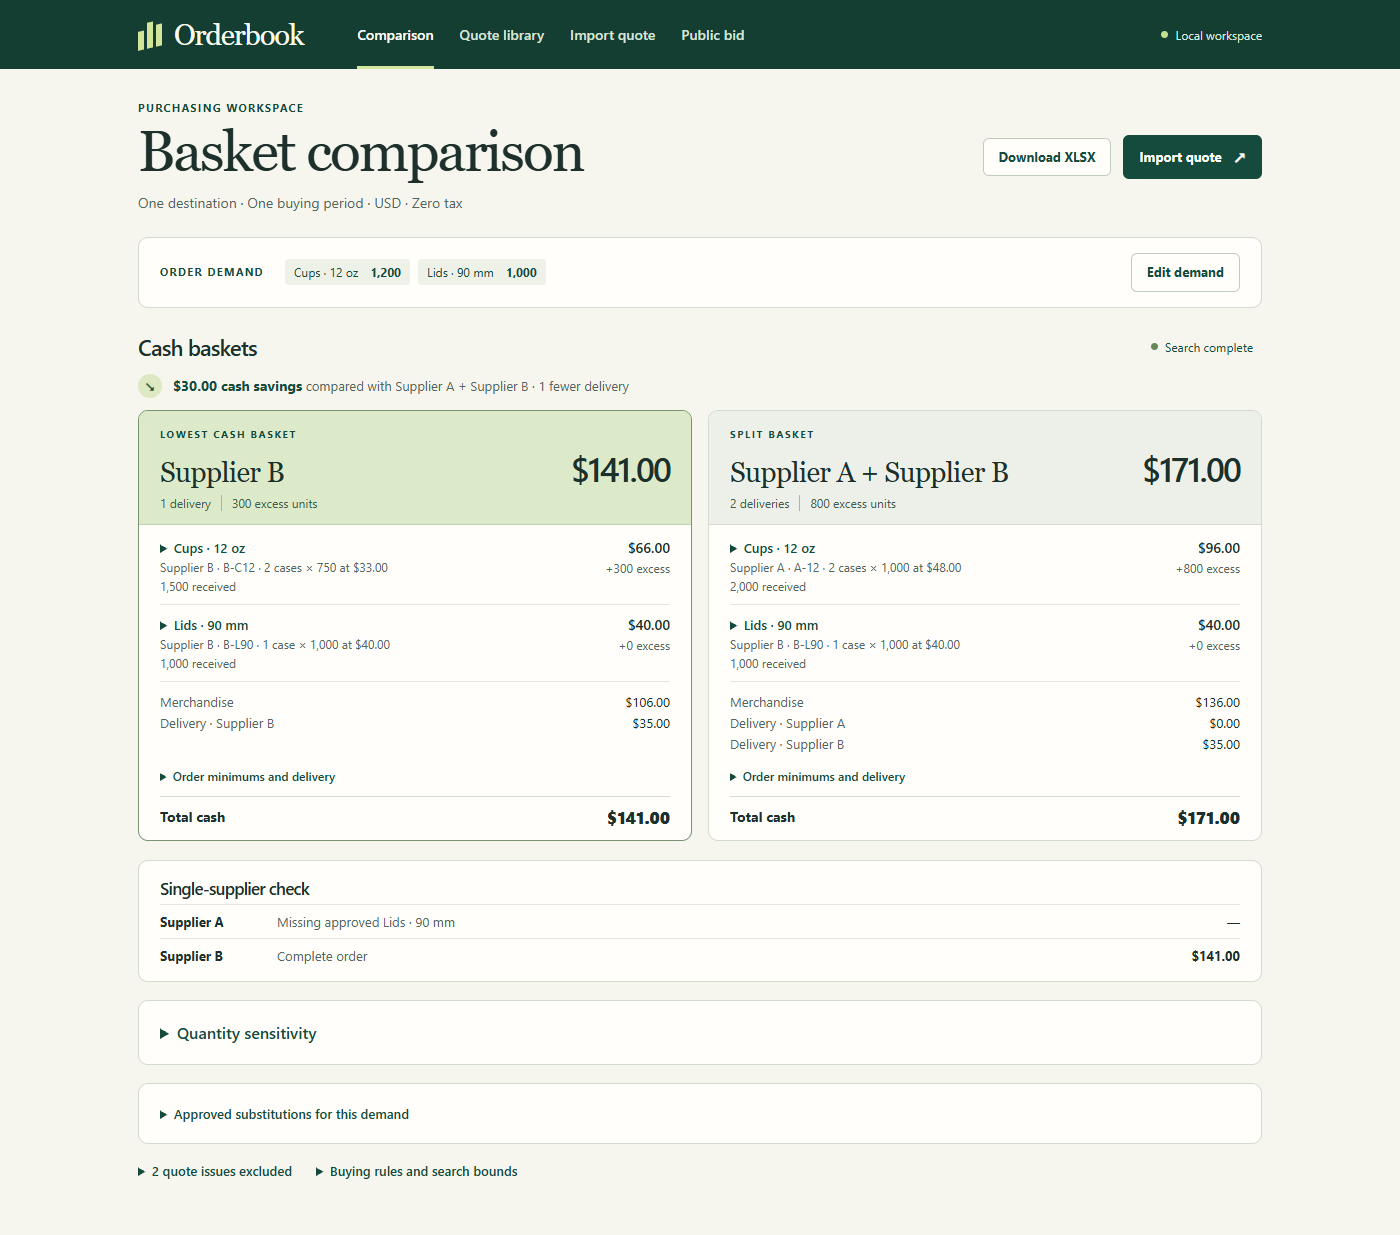 Orderbook
Comparison
Quote library
Import quote
Public bid
Local workspace
PURCHASING WORKSPACE
Basket comparison
Download XLSX
Import quote ↗
One destination · One buying period · USD · Zero tax
ORDER DEMAND
Cups · 12 oz 1,200
Lids · 90 mm 1,000
Edit demand
Cash baskets
Search complete
$30.00 cash savings compared with Supplier A + Supplier B · 1 fewer delivery
LOWEST CASH BASKET
Supplier B $141.00
1 delivery 300 excess units
Cups · 12 oz $66.00
Supplier B · B-C12 · 2 cases × 750 at $33.00 +300 excess
1,500 received
Lids · 90 mm $40.00
Supplier B · B-L90 · 1 case × 1,000 at $40.00 +0 excess
1,000 received
Merchandise $106.00
Delivery · Supplier B $35.00
Order minimums and delivery
Total cash $141.00
SPLIT BASKET
Supplier A + Supplier B $171.00
2 deliveries 800 excess units
Cups · 12 oz $96.00
Supplier A · A-12 · 2 cases × 1,000 at $48.00 +800 excess
2,000 received
Lids · 90 mm $40.00
Supplier B · B-L90 · 1 case × 1,000 at $40.00 +0 excess
1,000 received
Merchandise $136.00
Delivery · Supplier A $0.00
Delivery · Supplier B $35.00
Order minimums and delivery
Total cash $171.00
Single-supplier check
Supplier A Missing approved Lids · 90 mm —
Supplier B Complete order $141.00
Quantity sensitivity
Approved substitutions for this demand
2 quote issues excluded
Buying rules and search bounds